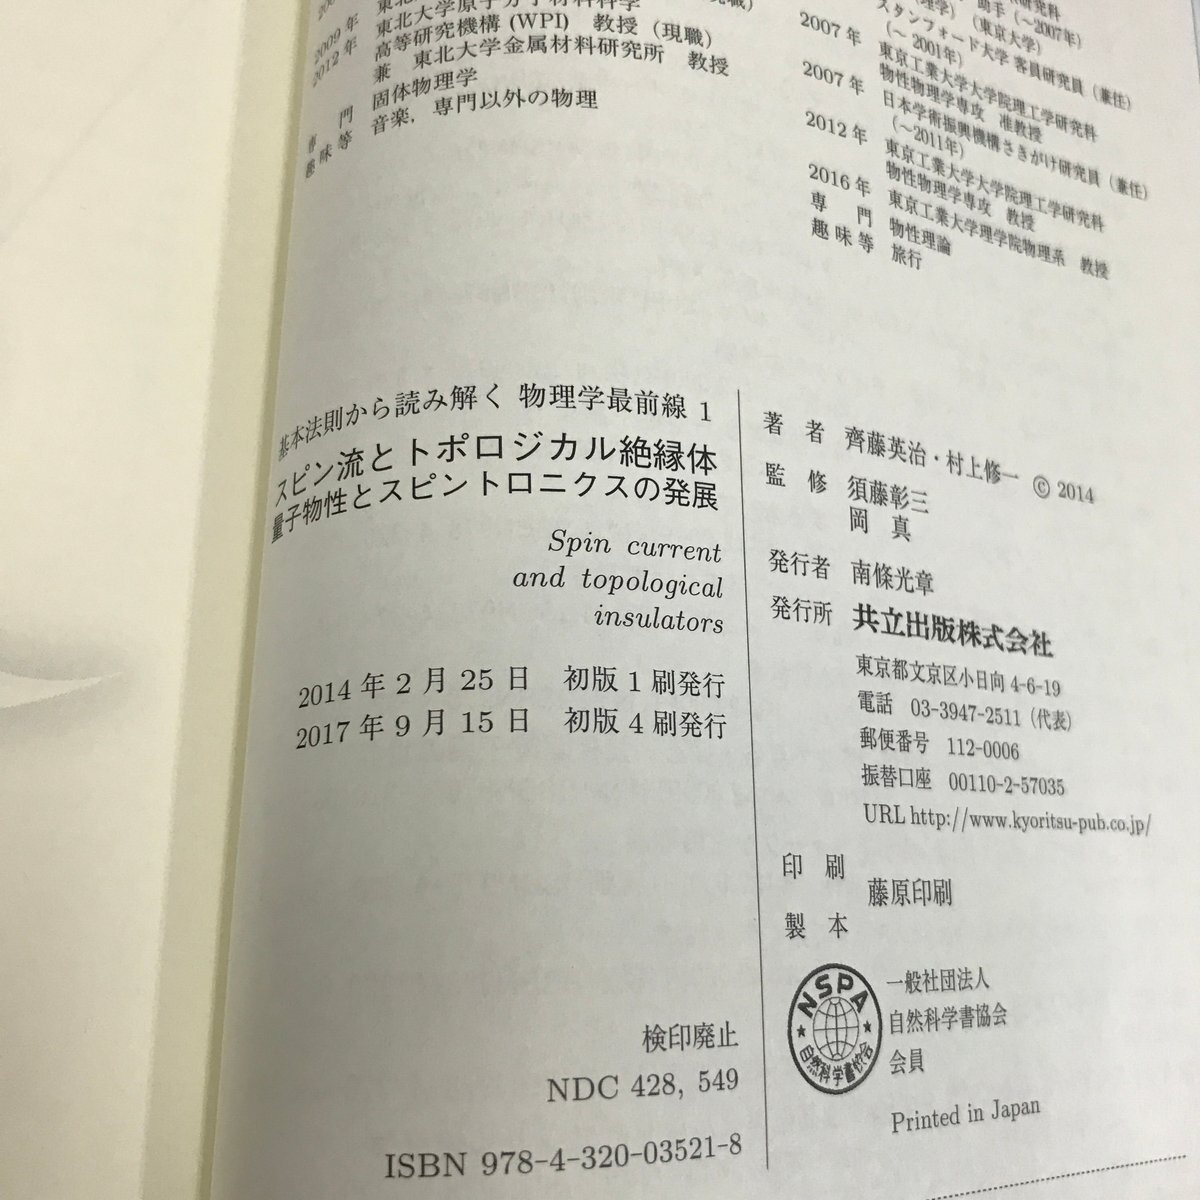 2009年
2012年 東北大学原子分子材料科学
高等研究機構 (WPI) 教授(現職)
兼 東北大学金属材料研究所 教授
専門 固体物理学
趣味等 音楽,専門以外の物理
助手(~2007年)
(理学)(東京大学)
スタンフォード大学 客員研究員(兼任)
(~2001年)
2007年 東京工業大学大学院理工学研究科
物性物理学専攻 准教授
2007年 日本学術振興機構さきがけ研究員(兼任)
(~2011年)
2012年 東京工業大学大学院理工学研究科
物性物理学専攻 教授
2016年 東京工業大学理学院物理系 教授
専門 物性理論
趣味等 旅行
基本法則から読み解く 物理学最前線 1
スピン流とトポロジカル絶縁体
量子物性とスピントロニクスの発展
Spin current
and topological
insulators
2014年2月25日 初版1刷発行
2017年9月15日 初版4刷発行
検印廃止
NDC 428, 549
ISBN 978-4-320-03521-8
著者 齊藤英治・村上修一 © 2014
監修 須藤彰三
岡 真
発行者 南條光章
発行所 共立出版株式会社
東京都文京区小日向 4-6-19
電話 03-3947-2511(代表)
郵便番号 112-0006
振替口座 00110-2-57035
URL http://www.kyoritsu-pub.co.jp/
印刷
藤原印刷
製本
NSPA
自然科学書協会
一般社団法人
自然科学書協会
会員
Printed in Japan